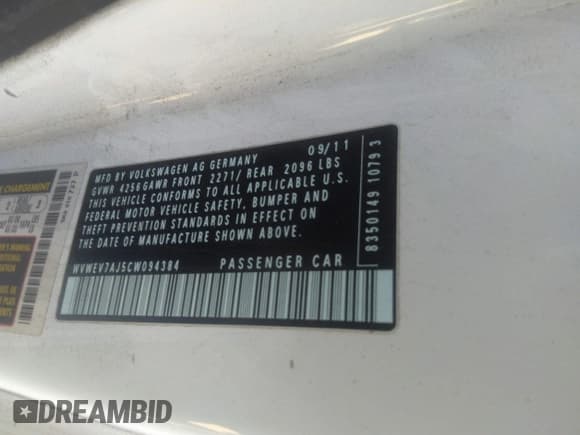 MFD BY VOLKSWAGEN AG GERMANY 09/11
GVWR 4256 GAWR FRONT 2271/ REAR 2096 LBS
THIS VEHICLE CONFORMS TO ALL APPLICABLE U.S.
FEDERAL MOTOR VEHICLE SAFETY, BUMPER AND
THEFT PREVENTION STANDARDS IN EFFECT ON
THE DATE OF MANUFACTURE SHOWN ABOVE.
WVWEV7AJ5CW094384 PASSENGER CAR
8350149 1079 3
CHARGEMENT
DREAMBID